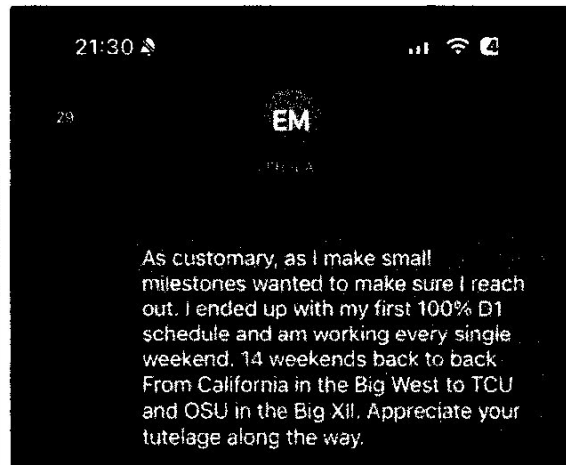 21:30
4
29
EM
As customary, as I make small
milestones wanted to make sure I reach
out. I ended up with my first 100% D1
schedule and am working every single
weekend. 14 weekends back to back
From California in the Big West to TCU
and OSU in the Big XII. Appreciate your
tutelage along the way.